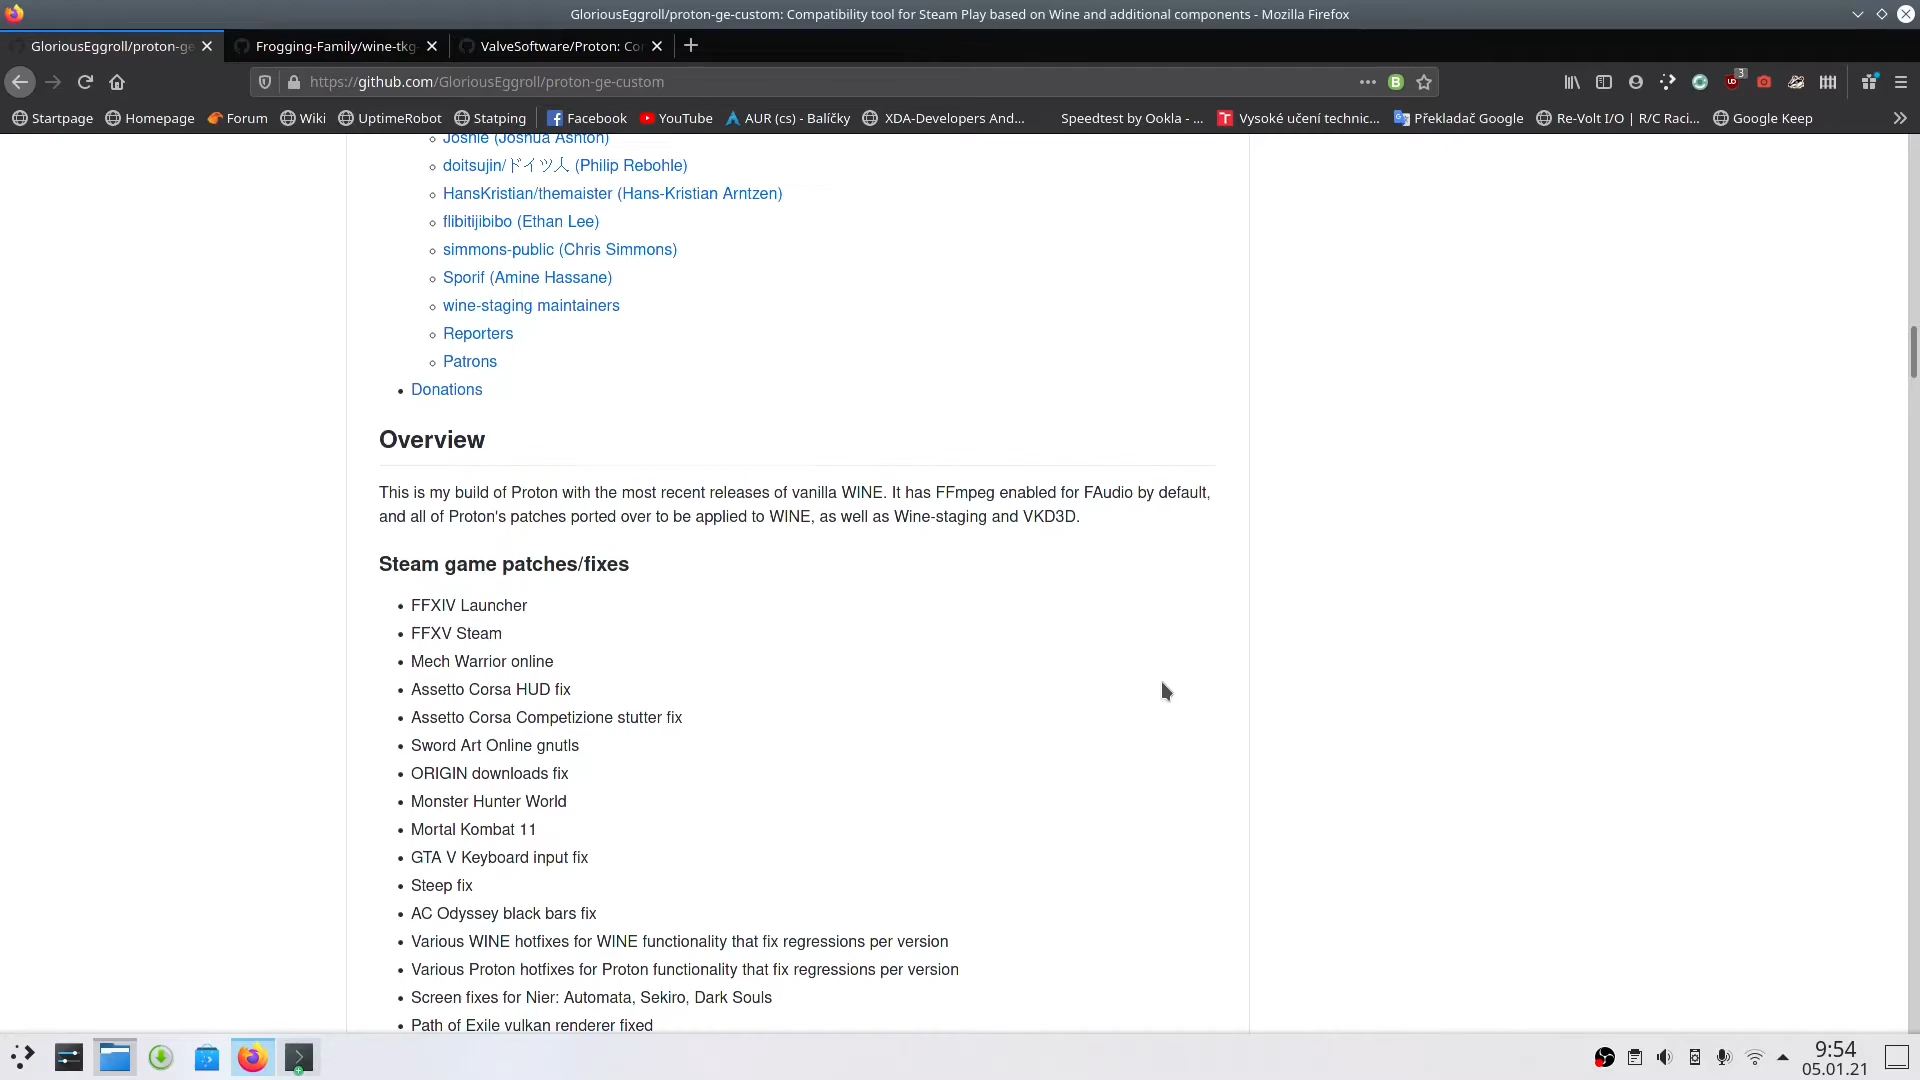 GloriousEggroll/proton-ge-custom: Compatibility tool for Steam Play based on Wine and additional components - Mozilla Firefox
GloriousEggroll/proton-ge
Frogging-Family/wine-tkg-
ValveSoftware/Proton: Co
https://github.com/GloriousEggroll/proton-ge-custom
3
Startpage
Homepage
Forum
Wiki
UptimeRobot
Statping
Facebook
YouTube
AUR (cs) - Balíčky
XDA-Developers And...
Speedtest by Ookla - ...
Vysoké učení technic...
Překladač Google
Re-Volt I/O | R/C Raci...
Google Keep
Joshie (Joshua Ashton)
doitsujin/ドイツ人 (Philip Rebohle)
HansKristian/themaister (Hans-Kristian Arntzen)
flibitijibibo (Ethan Lee)
simmons-public (Chris Simmons)
Sporif (Amine Hassane)
wine-staging maintainers
Reporters
Patrons
Donations
Overview
This is my build of Proton with the most recent releases of vanilla WINE. It has FFmpeg enabled for FAudio by default,
and all of Proton's patches ported over to be applied to WINE, as well as Wine-staging and VKD3D.
Steam game patches/fixes
FFXIV Launcher
FFXV Steam
Mech Warrior online
Assetto Corsa HUD fix
Assetto Corsa Competizione stutter fix
Sword Art Online gnutls
ORIGIN downloads fix
Monster Hunter World
Mortal Kombat 11
GTA V Keyboard input fix
Steep fix
AC Odyssey black bars fix
Various WINE hotfixes for WINE functionality that fix regressions per version
Various Proton hotfixes for Proton functionality that fix regressions per version
Screen fixes for Nier: Automata, Sekiro, Dark Souls
Path of Exile vulkan renderer fixed
9:54
05.01.21